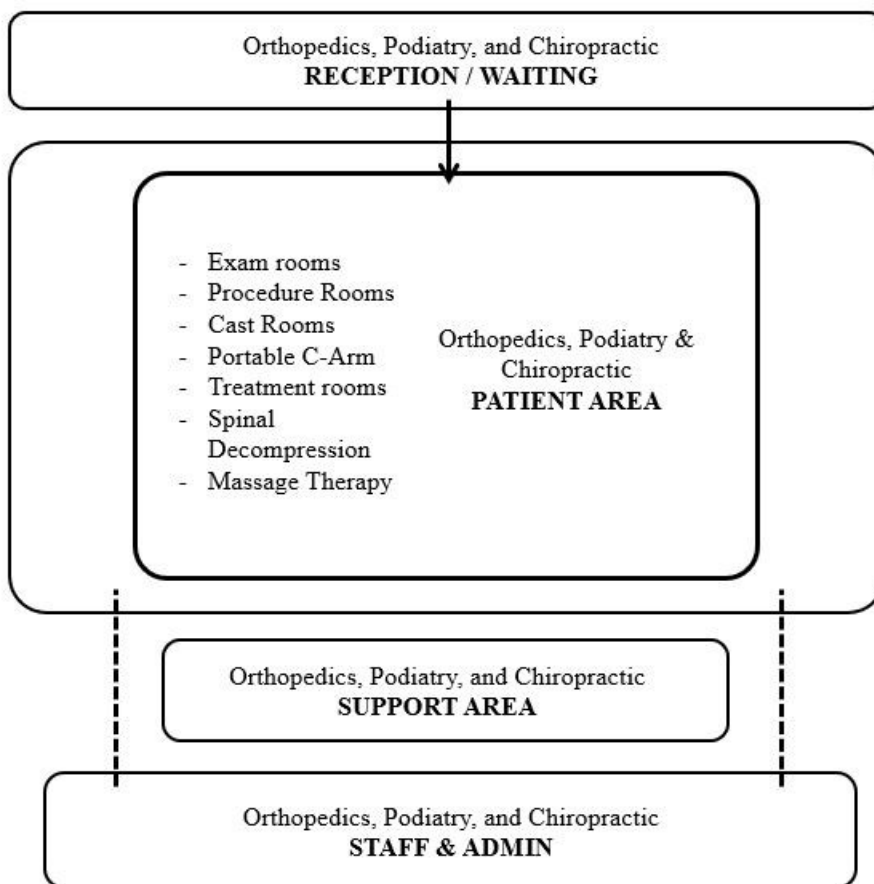 Orthopedics, Podiatry, and Chiropractic
RECEPTION / WAITING
- Exam rooms
- Procedure Rooms
- Cast Rooms
- Portable C-Arm
- Treatment rooms
- Spinal
Decompression
- Massage Therapy
Orthopedics, Podiatry &
Chiropractic
PATIENT AREA
Orthopedics, Podiatry, and Chiropractic
SUPPORT AREA
Orthopedics, Podiatry, and Chiropractic
STAFF & ADMIN